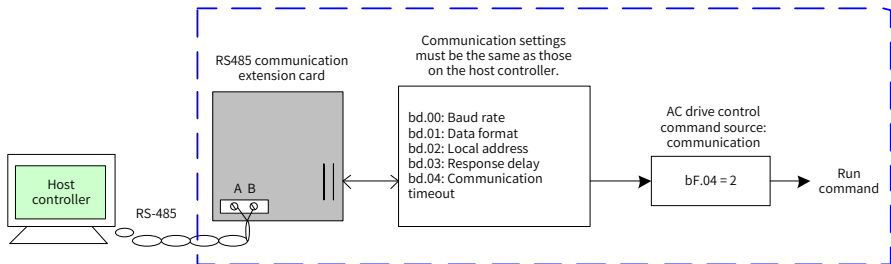 Communication settings
must be the same as those
on the host controller.
RS485 communication
extension card
bd.00: Baud rate
bd.01: Data format
bd.02: Local address
bd.03: Response delay
bd.04: Communication
timeout
AC drive control
command source:
communication
bF.04 = 2
Run
command
A B
Host
controller
RS-485